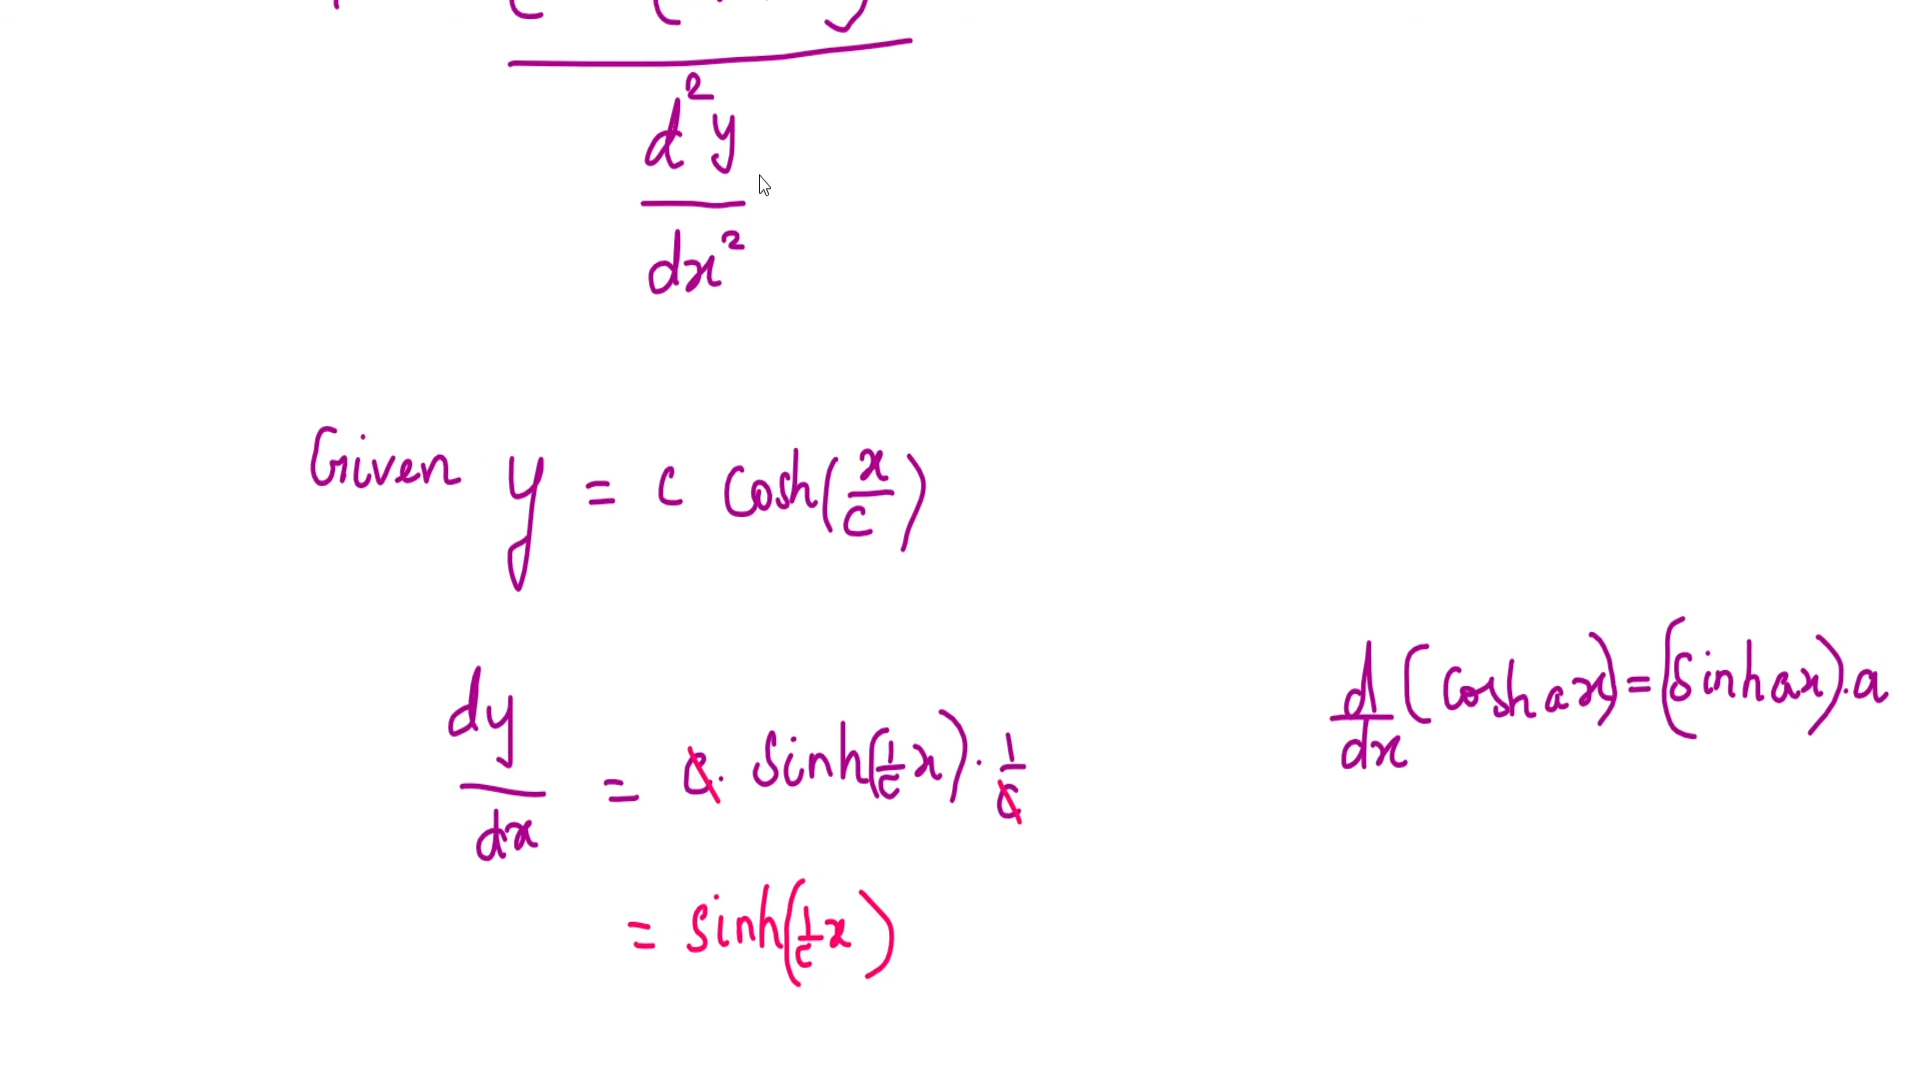 d²y
dx²
Given y = c Cosh(x/c)
dy/dx = c. Sinh(1/c x). 1/c
d/dx (Cosh ax) = (Sinh ax). a
= Sinh(1/c x)